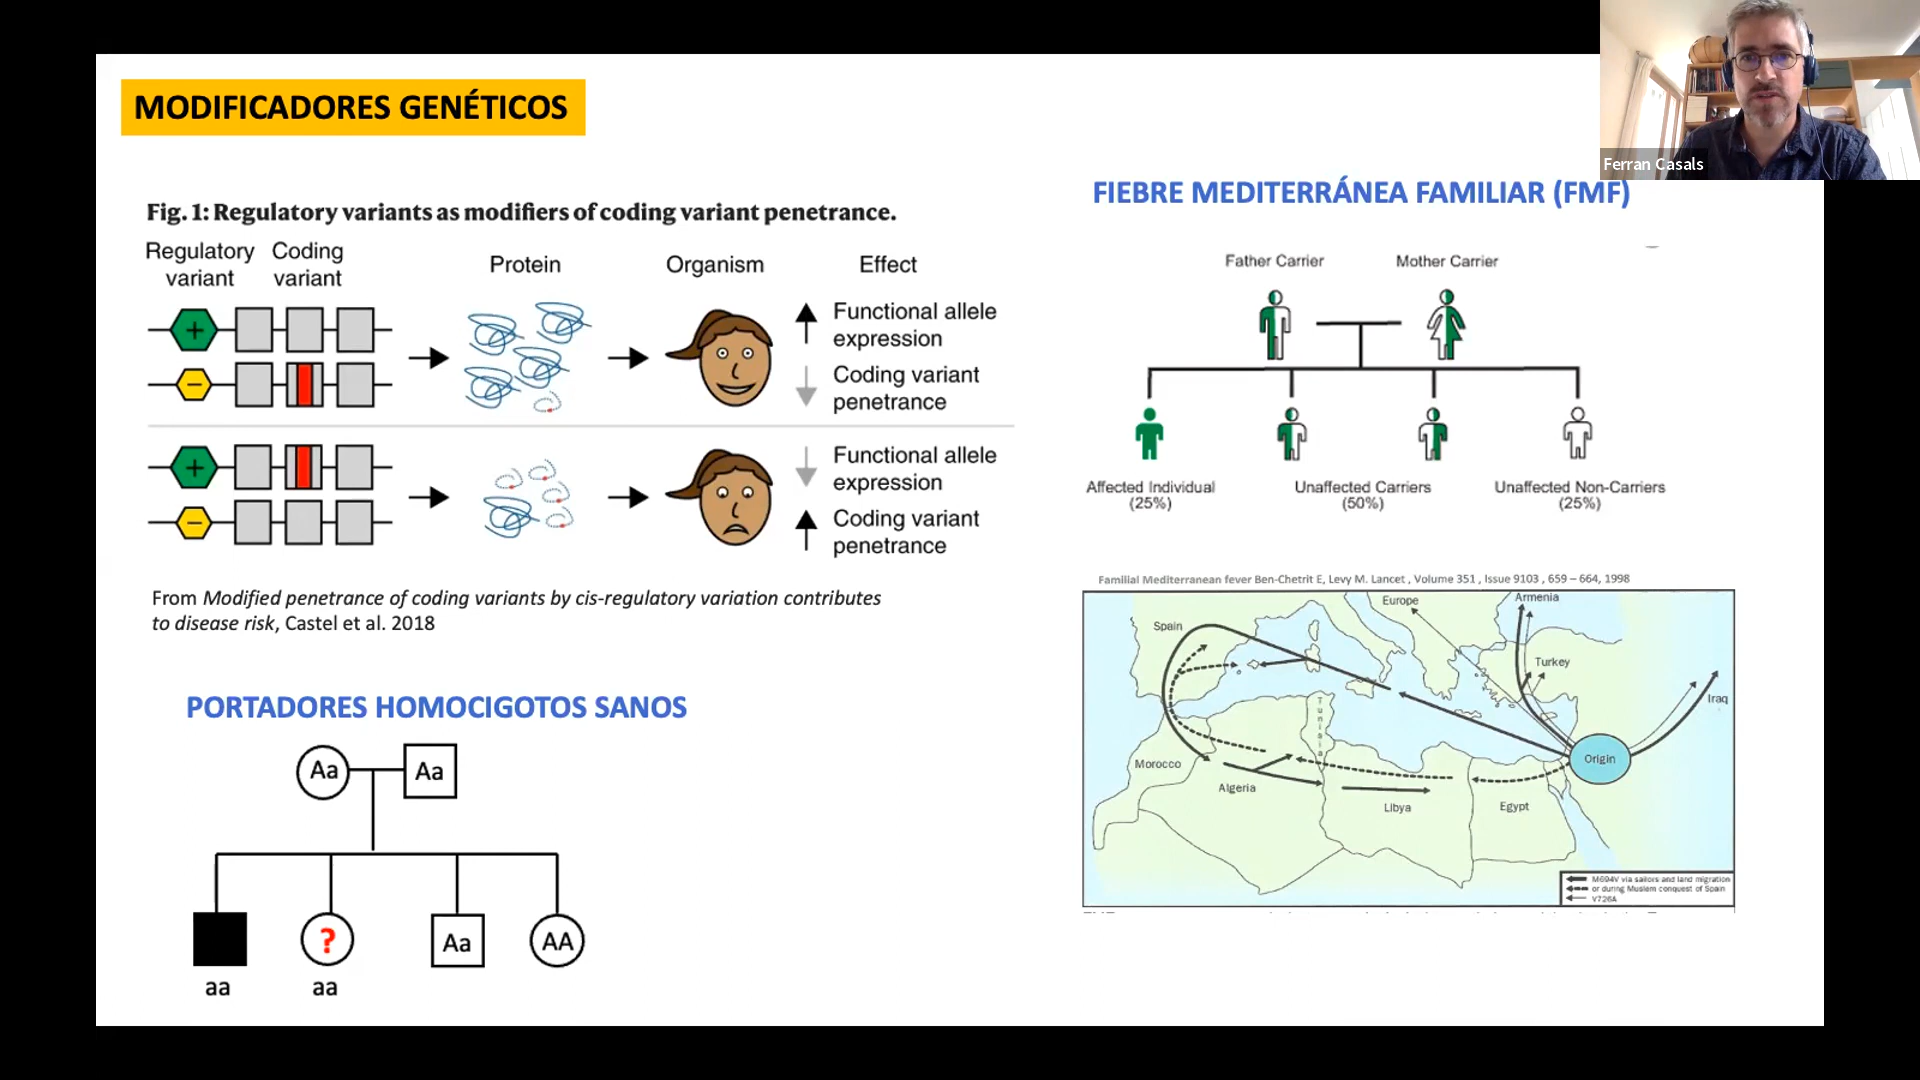 MODIFICADORES GENÉTICOS
Fig. 1: Regulatory variants as modifiers of coding variant penetrance.
Regulatory variant
Coding variant
Protein
Organism
Effect
+
−
Functional allele
expression
Coding variant
penetrance
+
−
Functional allele
expression
Coding variant
penetrance
From Modified penetrance of coding variants by cis-regulatory variation contributes
to disease risk, Castel et al. 2018
PORTADORES HOMOCIGOTOS SANOS
Aa
Aa
?
Aa
AA
aa
aa
Ferran Casals
FIEBRE MEDITERRÁNEA FAMILIAR (FMF)
Father Carrier
Mother Carrier
Affected Individual
(25%)
Unaffected Carriers
(50%)
Unaffected Non-Carriers
(25%)
Familial Mediterranean fever Ben-Chetrit E, Levy M. Lancet , Volume 351 , Issue 9103 , 659 – 664, 1998
Europe
Armenia
Spain
Turkey
Iraq
Tunisia
Origin
Morocco
Algeria
Libya
Egypt
M694V via sailors and land migration
or during Muslem conquest of Spain
V726A